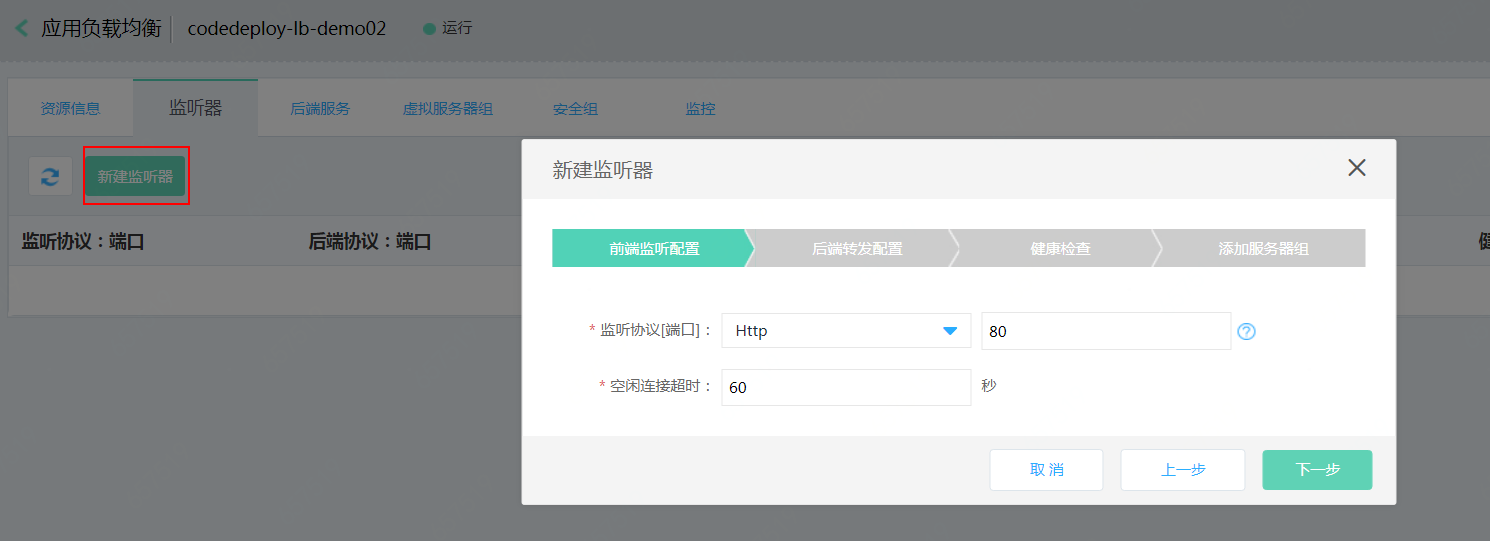 应用负载均衡 codedeploy-lb-demo02 运行
资源信息 监听器 后端服务 虚拟服务器组 安全组 监控
新建监听器
监听协议：端口 后端协议：端口
新建监听器
前端监听配置 后端转发配置 健康检查 添加服务器组
* 监听协议[端口]： Http 80 ?
* 空闲连接超时： 60 秒
取 消 上一步 下一步